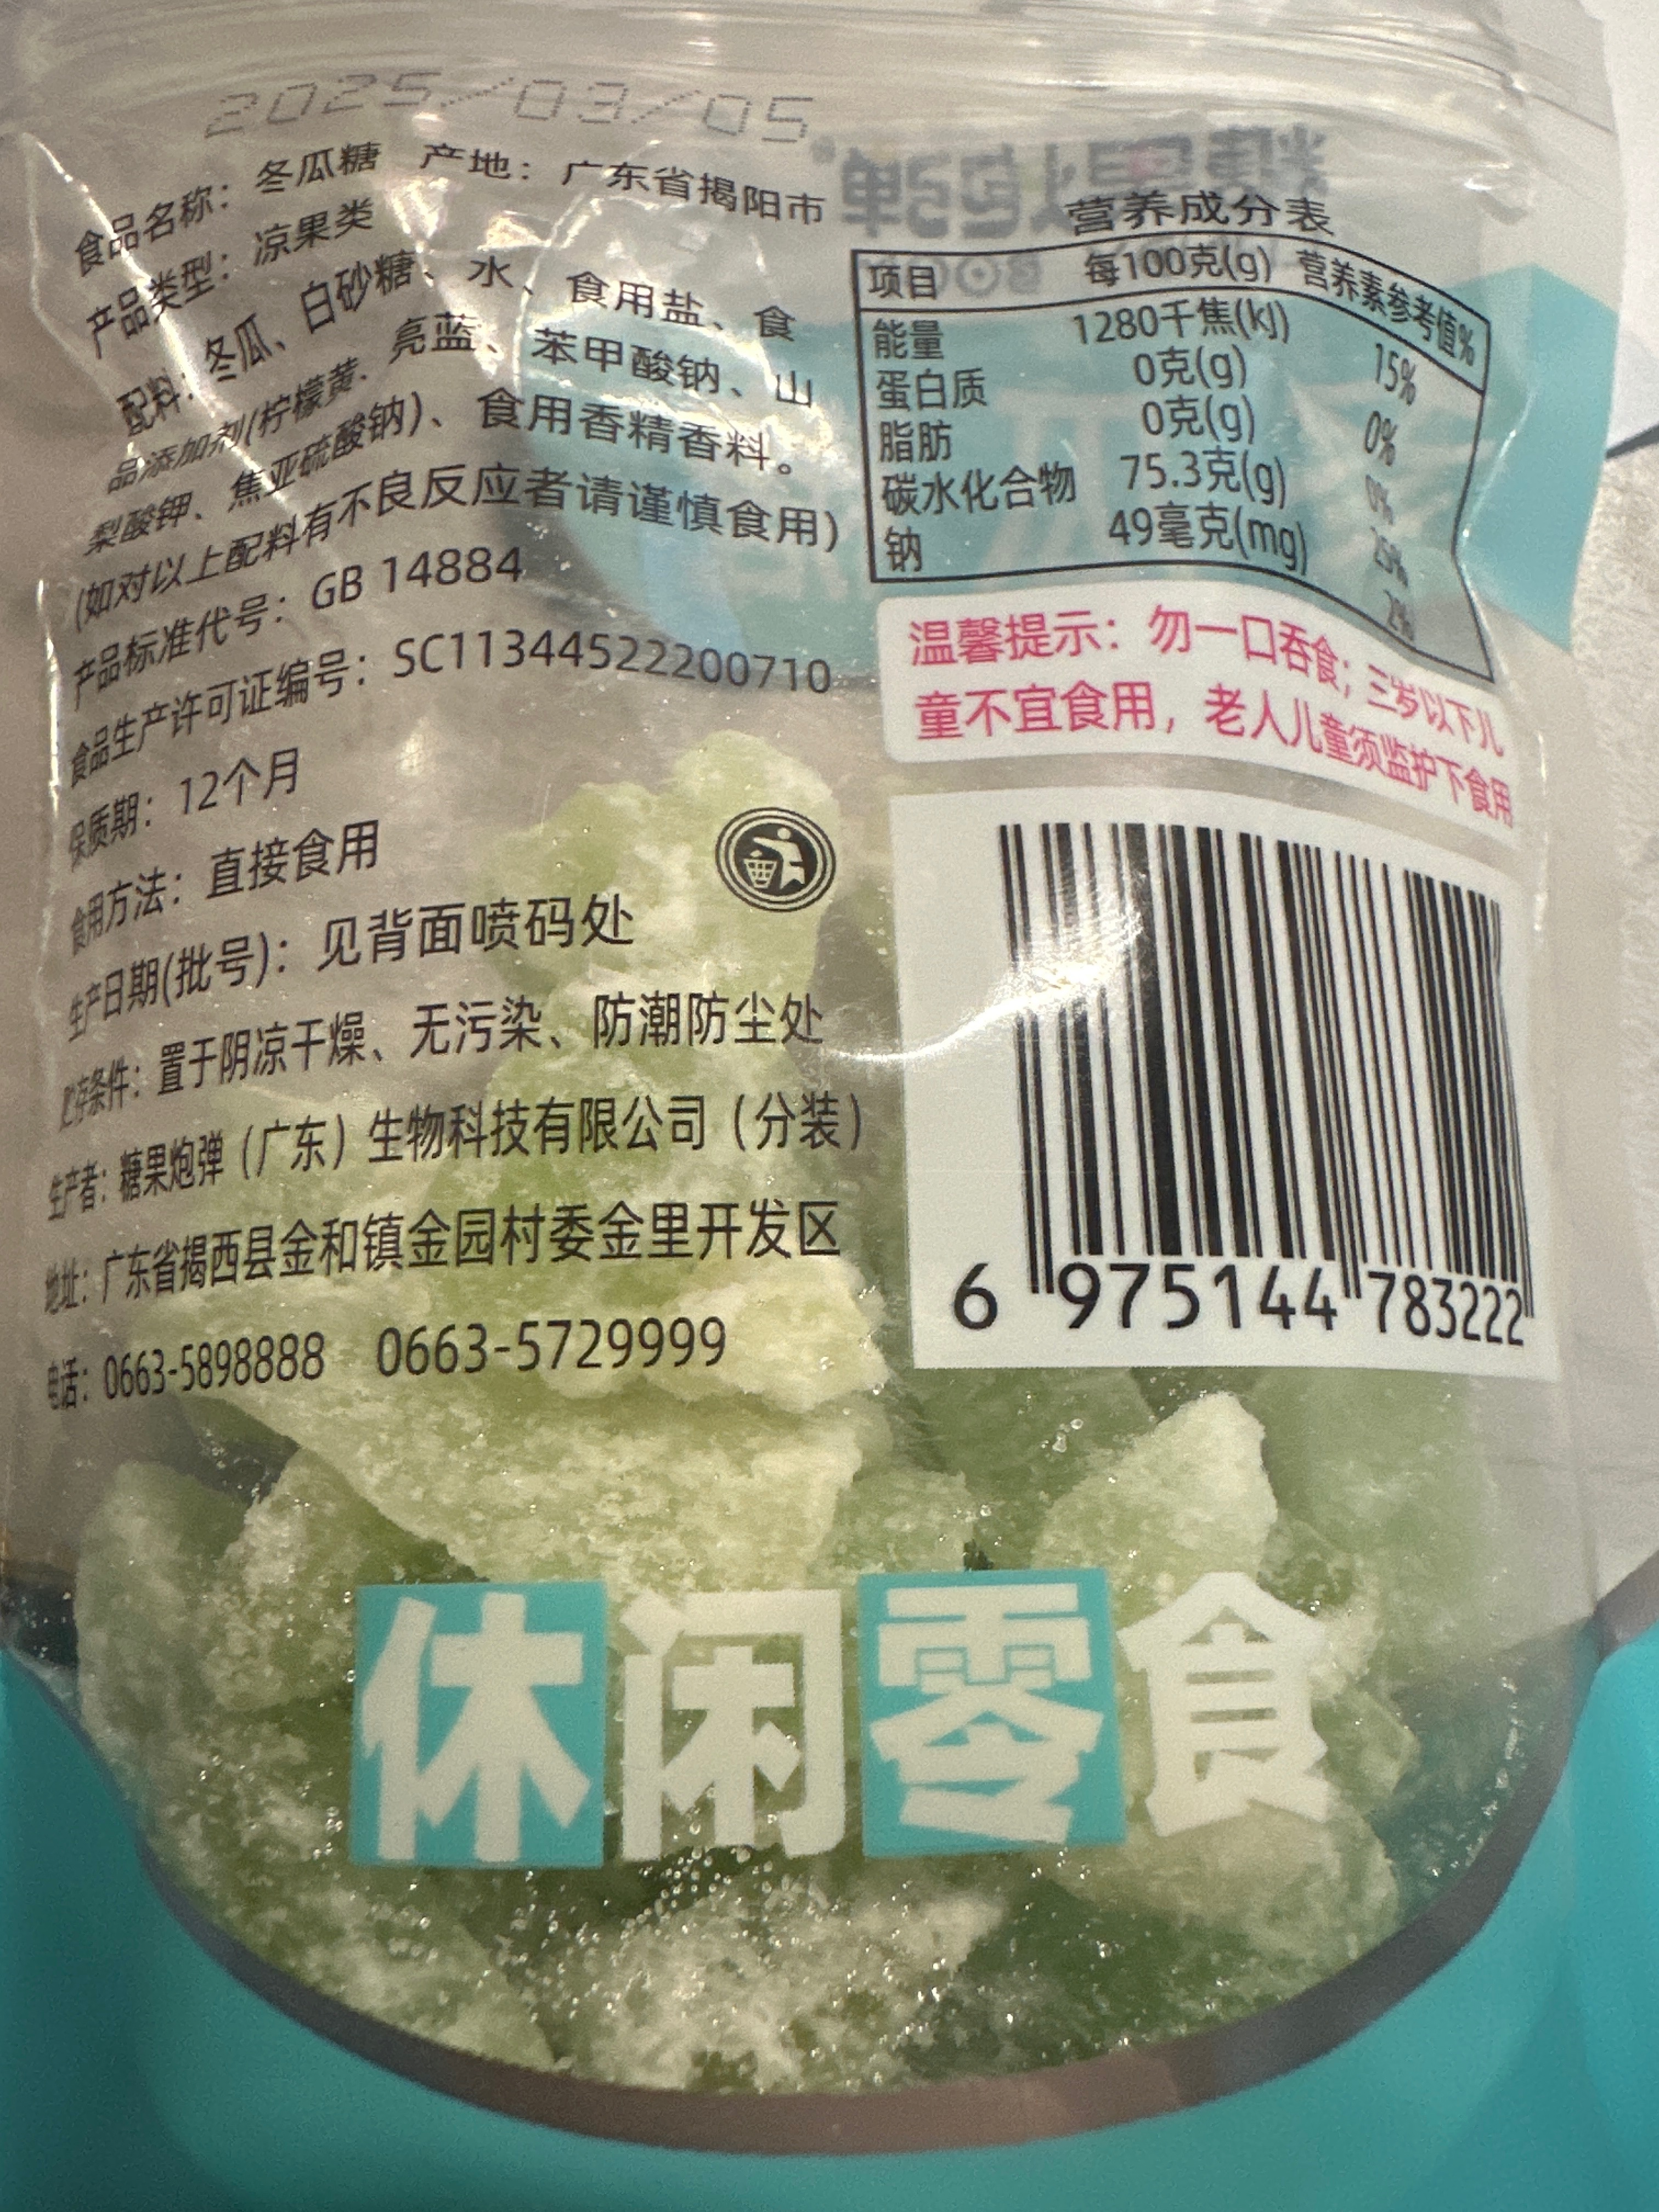 2025/03/05
食品名称：冬瓜糖 产地：广东省揭阳市
产品类型：凉果类
配料：冬瓜、白砂糖、水、食用盐、食
品添加剂(柠檬黄、亮蓝、苯甲酸钠、山
梨酸钾、焦亚硫酸钠)、食用香精香料。
(如对以上配料有不良反应者请谨慎食用)
产品标准代号：GB 14884
食品生产许可证编号：SC11344522200710
保质期：12个月
食用方法：直接食用
生产日期(批号)：见背面喷码处
贮存条件：置于阴凉干燥、无污染、防潮防尘处
生产者：糖果炮弹（广东）生物科技有限公司（分装）
地址：广东省揭西县金和镇金园村委金里开发区
电话：0663-5898888 0663-5729999
营养成分表
项目 每100克(g) 营养素参考值%
能量 1280千焦(kJ) 15%
蛋白质 0克(g) 0%
脂肪 0克(g) 0%
碳水化合物 75.3克(g) 25%
钠 49毫克(mg) 2%
温馨提示：勿一口吞食；三岁以下儿
童不宜食用，老人儿童须监护下食用
6 975144 783222
休闲零食